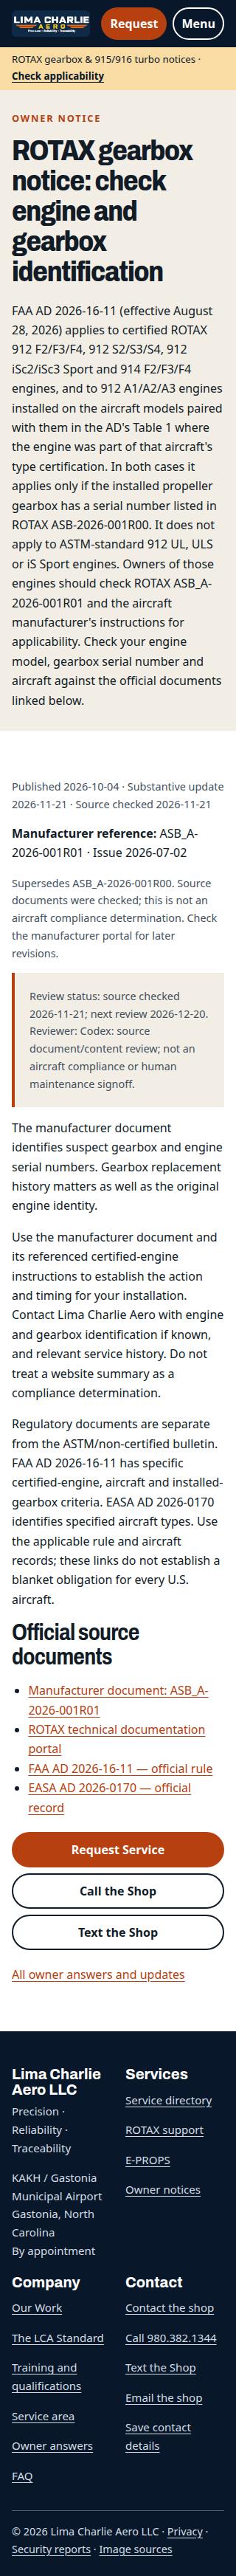 LIMA CHARLIE
AERO
Precision · Reliability · Traceability
Request
Menu
ROTAX gearbox & 915/916 turbo notices ·
Check applicability
OWNER NOTICE
ROTAX gearbox
notice: check
engine and
gearbox
identification
FAA AD 2026-16-11 (effective August
28, 2026) applies to certified ROTAX
912 F2/F3/F4, 912 S2/S3/S4, 912
iSc2/iSc3 Sport and 914 F2/F3/F4
engines, and to 912 A1/A2/A3 engines
installed on the aircraft models paired
with them in the AD's Table 1 where
the engine was part of that aircraft's
type certification. In both cases it
applies only if the installed propeller
gearbox has a serial number listed in
ROTAX ASB-2026-001R00. It does not
apply to ASTM-standard 912 UL, ULS
or iS Sport engines. Owners of those
engines should check ROTAX ASB_A-
2026-001R01 and the aircraft
manufacturer's instructions for
applicability. Check your engine
model, gearbox serial number and
aircraft against the official documents
linked below.
Published 2026-10-04 · Substantive update
2026-11-21 · Source checked 2026-11-21
Manufacturer reference: ASB_A-
2026-001R01 · Issue 2026-07-02
Supersedes ASB_A-2026-001R00. Source
documents were checked; this is not an
aircraft compliance determination. Check
the manufacturer portal for later
revisions.
Review status: source checked
2026-11-21; next review 2026-12-20.
Reviewer: Codex: source
document/content review; not an
aircraft compliance or human
maintenance signoff.
The manufacturer document
identifies suspect gearbox and engine
serial numbers. Gearbox replacement
history matters as well as the original
engine identity.
Use the manufacturer document and
its referenced certified-engine
instructions to establish the action
and timing for your installation.
Contact Lima Charlie Aero with engine
and gearbox identification if known,
and relevant service history. Do not
treat a website summary as a
compliance determination.
Regulatory documents are separate
from the ASTM/non-certified bulletin.
FAA AD 2026-16-11 has specific
certified-engine, aircraft and installed-
gearbox criteria. EASA AD 2026-0170
identifies specified aircraft types. Use
the applicable rule and aircraft
records; these links do not establish a
blanket obligation for every U.S.
aircraft.
Official source
documents
Manufacturer document: ASB_A-
2026-001R01
ROTAX technical documentation
portal
FAA AD 2026-16-11 — official rule
EASA AD 2026-0170 — official
record
Request Service
Call the Shop
Text the Shop
All owner answers and updates
Lima Charlie
Aero LLC
Precision ·
Reliability ·
Traceability
KAKH / Gastonia
Municipal Airport
Gastonia, North
Carolina
By appointment
Services
Service directory
ROTAX support
E-PROPS
Owner notices
Company
Our Work
The LCA Standard
Training and
qualifications
Service area
Owner answers
FAQ
Contact
Contact the shop
Call 980.382.1344
Text the Shop
Email the shop
Save contact
details
© 2026 Lima Charlie Aero LLC · Privacy ·
Security reports · Image sources